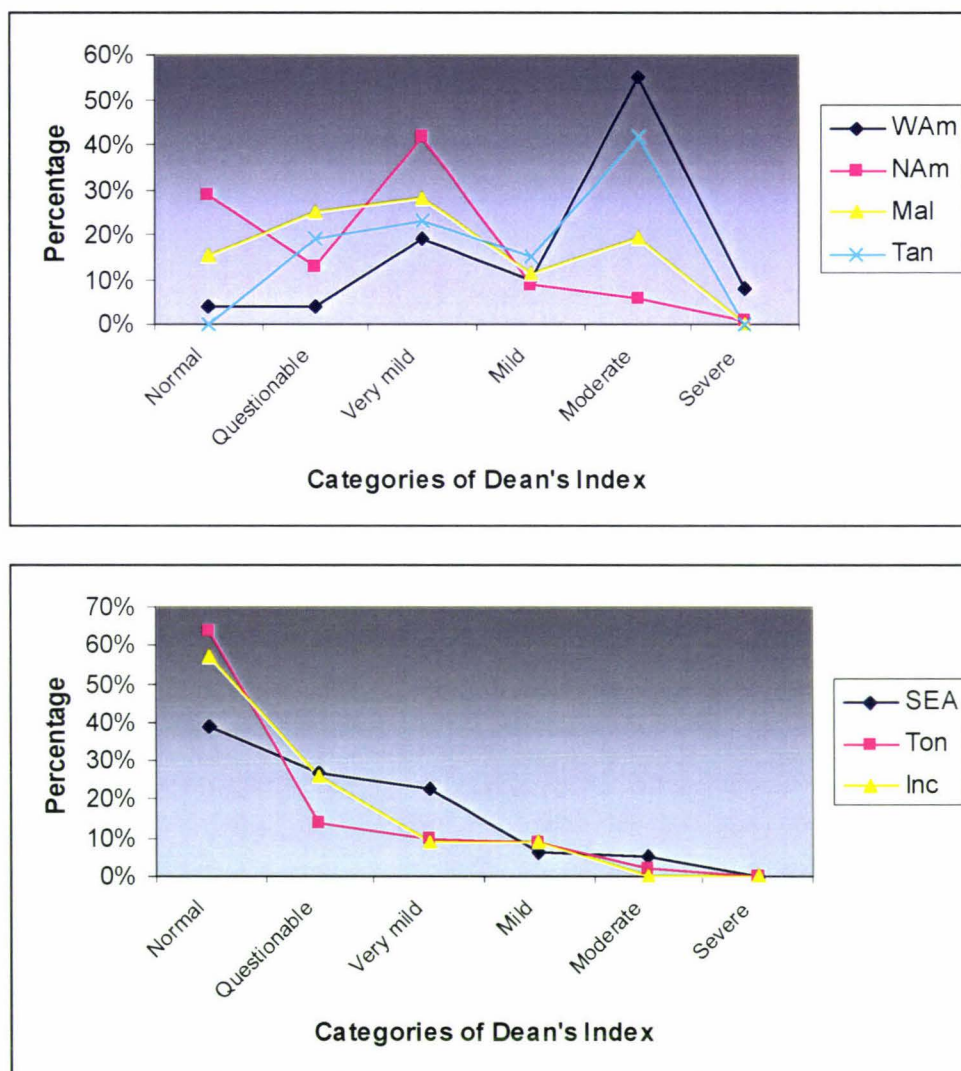 60%
50%
40%
30%
20%
10%
0%
Percentage
Normal
Questionable
Very mild
Mild
Moderate
Severe
Categories of Dean's Index
WAm
NAm
Mal
Tan
70%
60%
50%
40%
30%
20%
10%
0%
Percentage
Normal
Questionable
Very mild
Mild
Moderate
Severe
Categories of Dean's Index
SEA
Ton
Inc